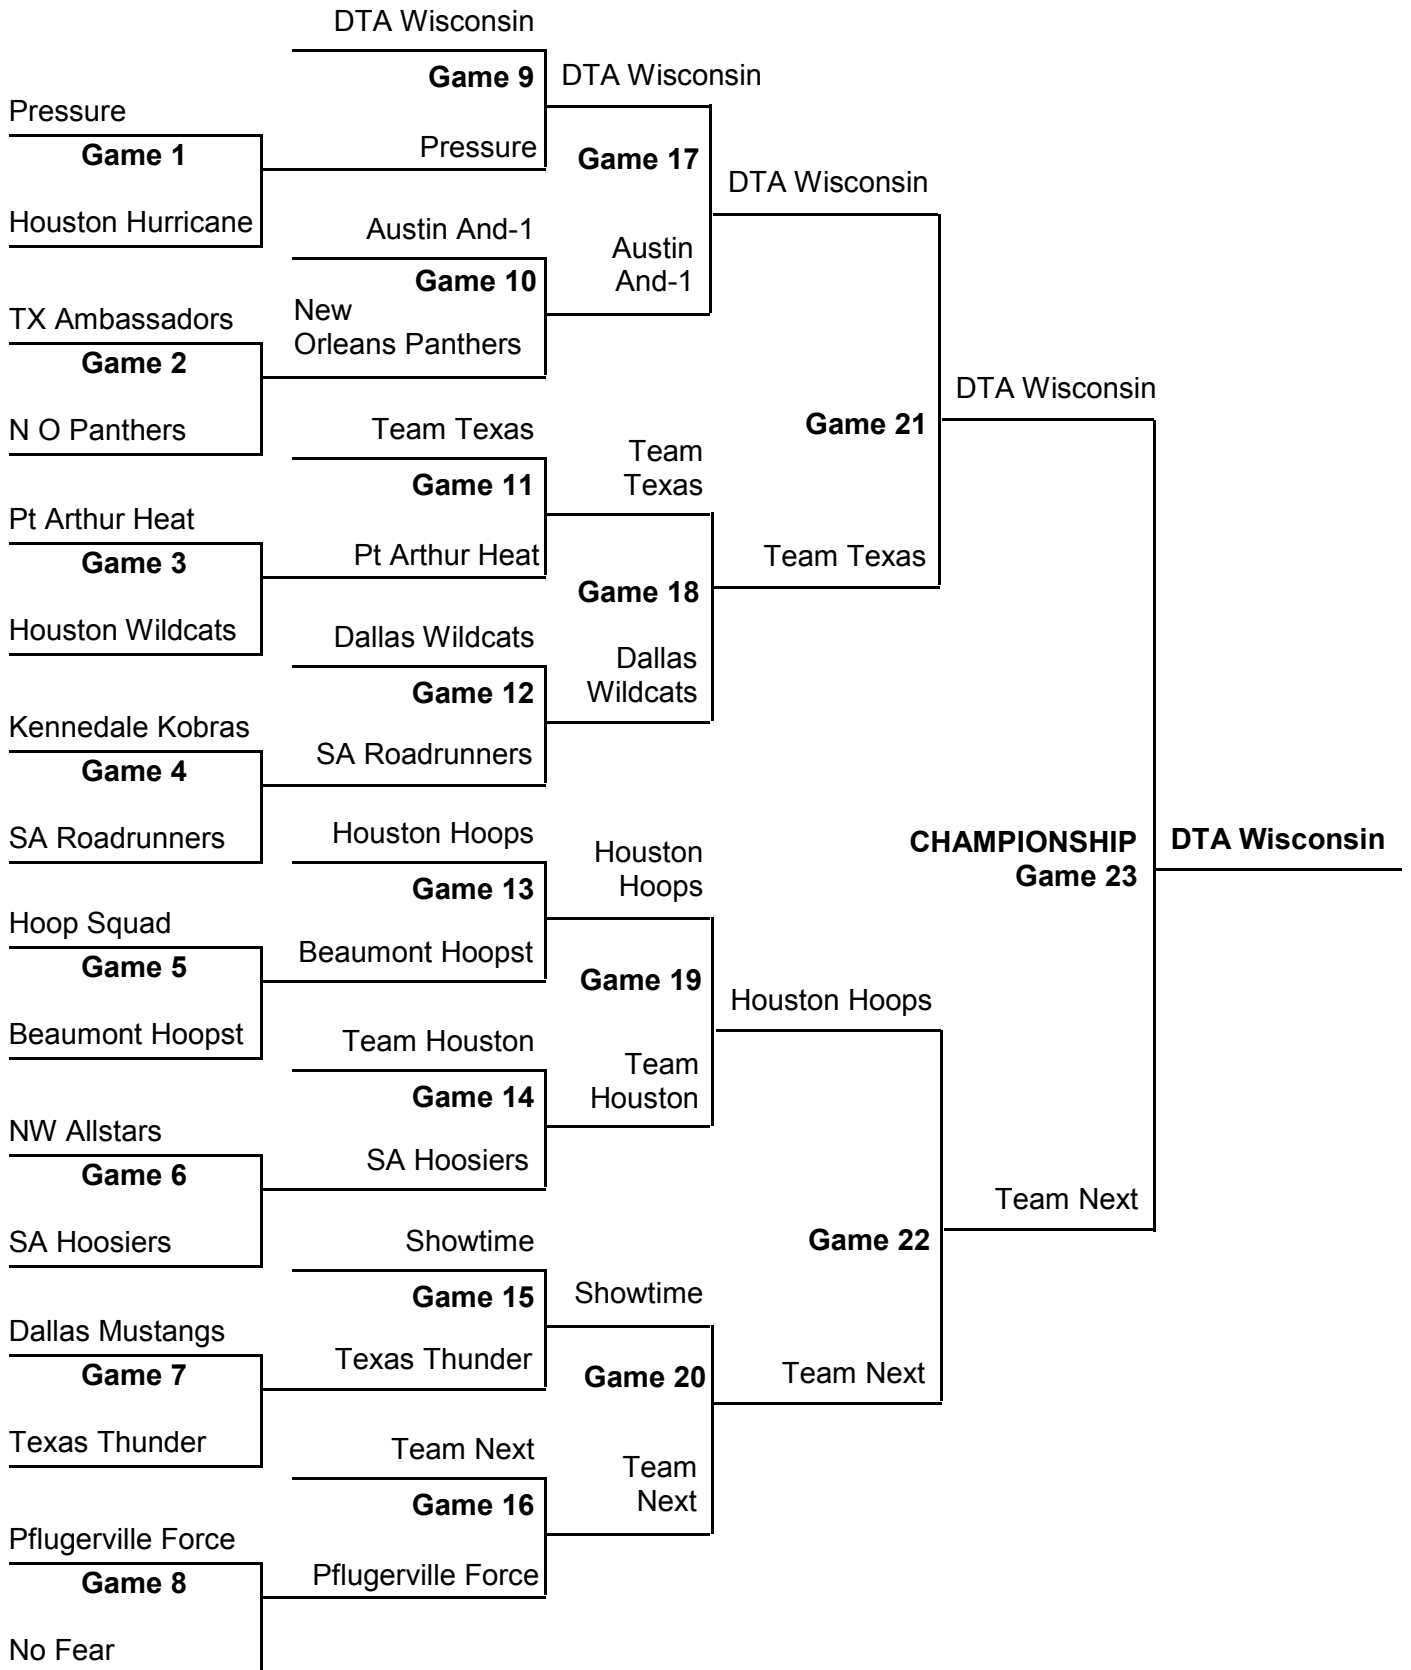 DTA Wisconsin
Game 9
DTA Wisconsin
Pressure
Game 1
Pressure
Game 17
DTA Wisconsin
Houston Hurricane
Austin And-1
Austin
And-1
Game 10
New
Orleans Panthers
TX Ambassadors
Game 2
DTA Wisconsin
N O Panthers
Team Texas
Game 21
Team
Texas
Game 11
Pt Arthur Heat
Pt Arthur Heat
Team Texas
Game 3
Game 18
Houston Wildcats
Dallas Wildcats
Dallas
Wildcats
Game 12
Kennedale Kobras
SA Roadrunners
Game 4
SA Roadrunners
Houston Hoops
Houston
Hoops
CHAMPIONSHIP
Game 23
DTA Wisconsin
Game 13
Hoop Squad
Beaumont Hoopst
Game 5
Game 19
Houston Hoops
Beaumont Hoopst
Team Houston
Team
Houston
Game 14
NW Allstars
SA Hoosiers
Game 6
Team Next
SA Hoosiers
Showtime
Game 22
Game 15
Showtime
Dallas Mustangs
Texas Thunder
Game 7
Game 20
Team Next
Texas Thunder
Team Next
Team
Next
Game 16
Pflugerville Force
Pflugerville Force
Game 8
No Fear